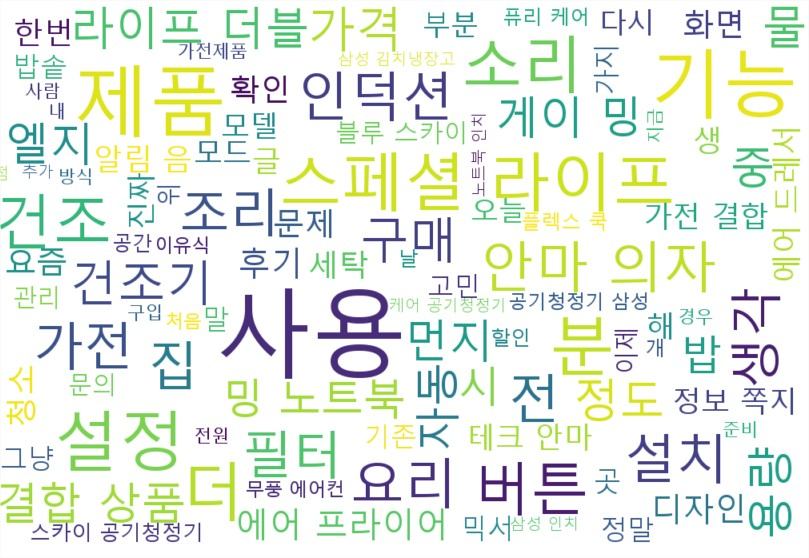 한번
라이프 더블
가격
부분
퓨리 케어
다시
화면
물
가전제품
밥솥
사람
내
제품
확인
인덕션
삼성 김치냉장고
소리
가지
기능
엘지
알림 음
모델
모드
글
블루 스카이
노트북 인치
게이 밍
지금
생
중
추가
방식
진짜
스페셜 라이프
에어 드레서
건조
조리
문제
구매
오늘
플렉스 쿡
가전 결합
요즘
공간
이유식
건조기
후기
세탁
날
고민
안마 의자
관리
구입
처음
말
사용
케어 공기청정기
공기청정기 삼성
경우
해
생각
가전
집
먼지
할인
분
이제
개
밥
청소
문의
밍 노트북
자동
시
전
정도
정보 쪽지
그냥
설정
전원
필터
기존
테크 안마
준비
결합 상품
더
무풍 에어컨
요리
버튼
곳
설치
용량
스카이 공기청정기
에어 프라이어
믹서
삼성 인치
정말
디자인